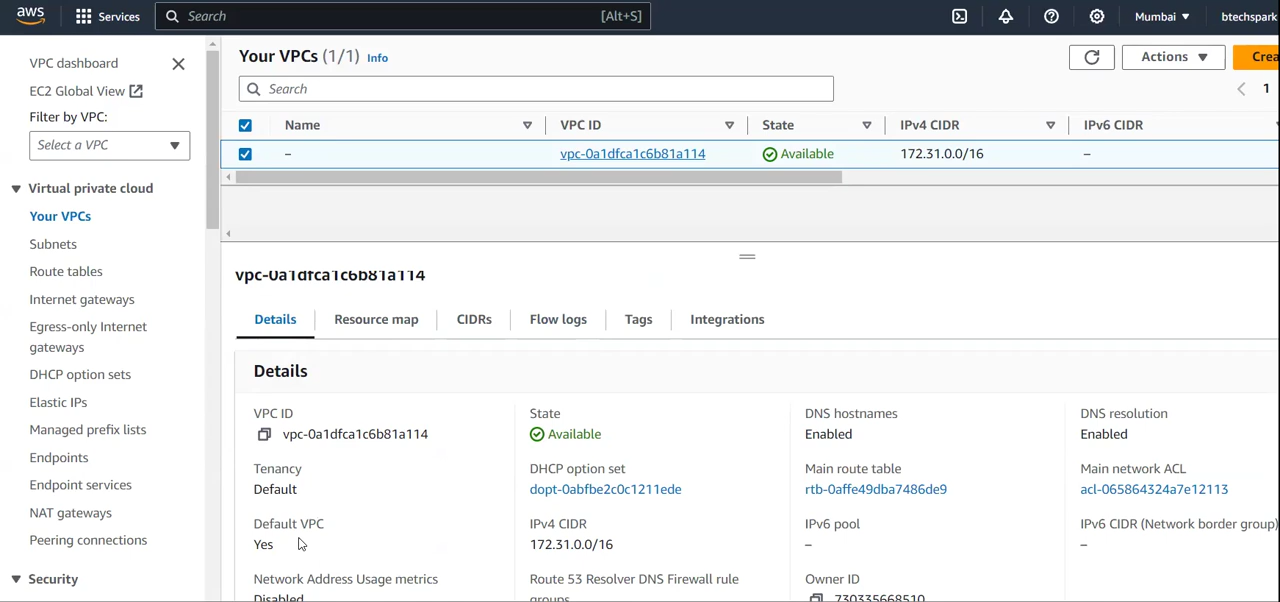 aws Services Search [Alt+S] Mumbai btechspark
VPC dashboard
EC2 Global View
Filter by VPC:
Select a VPC
Virtual private cloud
Your VPCs
Subnets
Route tables
Internet gateways
Egress-only Internet
gateways
DHCP option sets
Elastic IPs
Managed prefix lists
Endpoints
Endpoint services
NAT gateways
Peering connections
Security
Your VPCs (1/1) Info Actions Crea
Search 1
Name VPC ID State IPv4 CIDR IPv6 CIDR
– vpc-0a1dfca1c6b81a114 Available 172.31.0.0/16 –
vpc-0a1dfca1c6b81a114
Details Resource map CIDRs Flow logs Tags Integrations
Details
VPC ID State DNS hostnames DNS resolution
vpc-0a1dfca1c6b81a114 Available Enabled Enabled
Tenancy DHCP option set Main route table Main network ACL
Default dopt-0abfbe2c0c1211ede rtb-0affe49dba7486de9 acl-065864324a7e12113
Default VPC IPv4 CIDR IPv6 pool IPv6 CIDR (Network border group)
Yes 172.31.0.0/16 – –
Network Address Usage metrics Route 53 Resolver DNS Firewall rule Owner ID
Disabled groups 730335668510